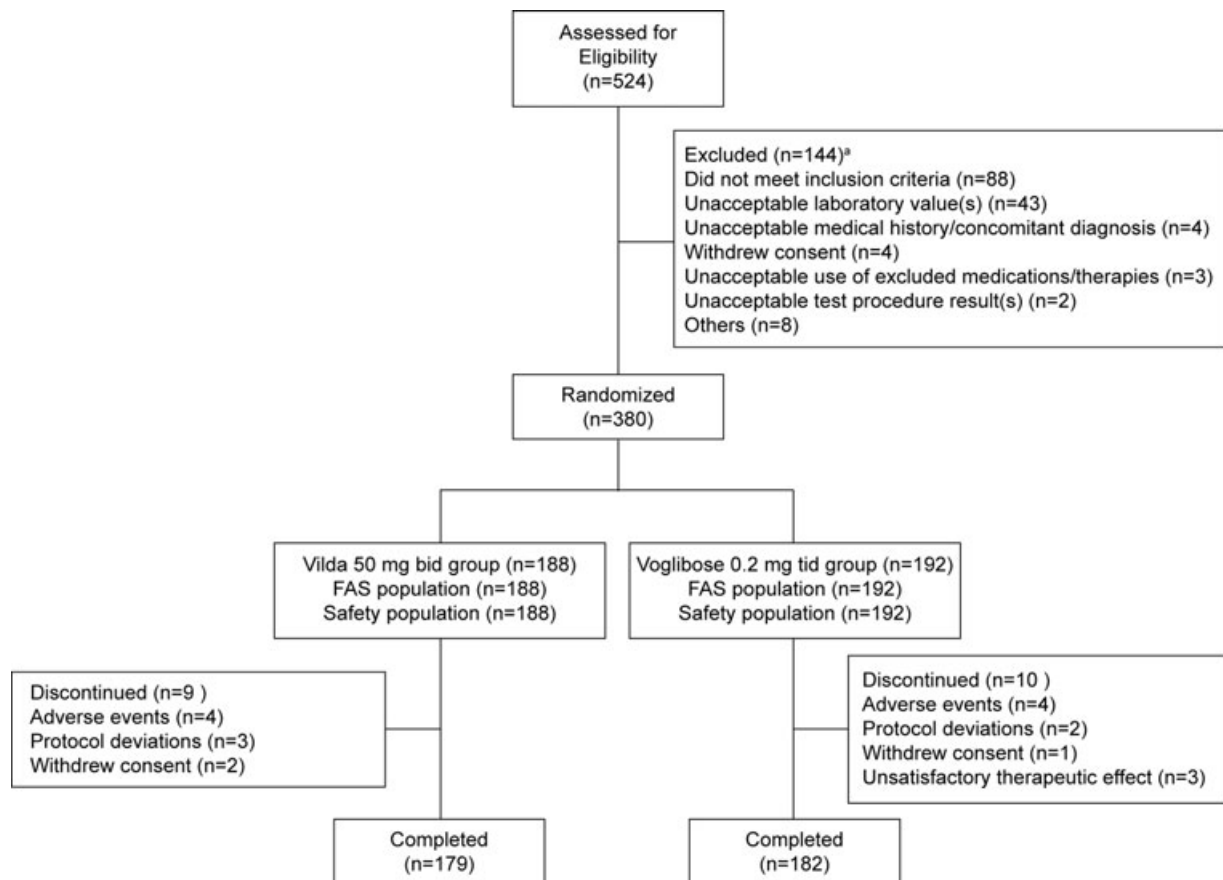 Assessed for
Eligibility
(n=524)
Excluded (n=144)ᵃ
Did not meet inclusion criteria (n=88)
Unacceptable laboratory value(s) (n=43)
Unacceptable medical history/concomitant diagnosis (n=4)
Withdrew consent (n=4)
Unacceptable use of excluded medications/therapies (n=3)
Unacceptable test procedure result(s) (n=2)
Others (n=8)
Randomized
(n=380)
Vilda 50 mg bid group (n=188)
FAS population (n=188)
Safety population (n=188)
Voglibose 0.2 mg tid group (n=192)
FAS population (n=192)
Safety population (n=192)
Discontinued (n=9 )
Adverse events (n=4)
Protocol deviations (n=3)
Withdrew consent (n=2)
Discontinued (n=10 )
Adverse events (n=4)
Protocol deviations (n=2)
Withdrew consent (n=1)
Unsatisfactory therapeutic effect (n=3)
Completed
(n=179)
Completed
(n=182)